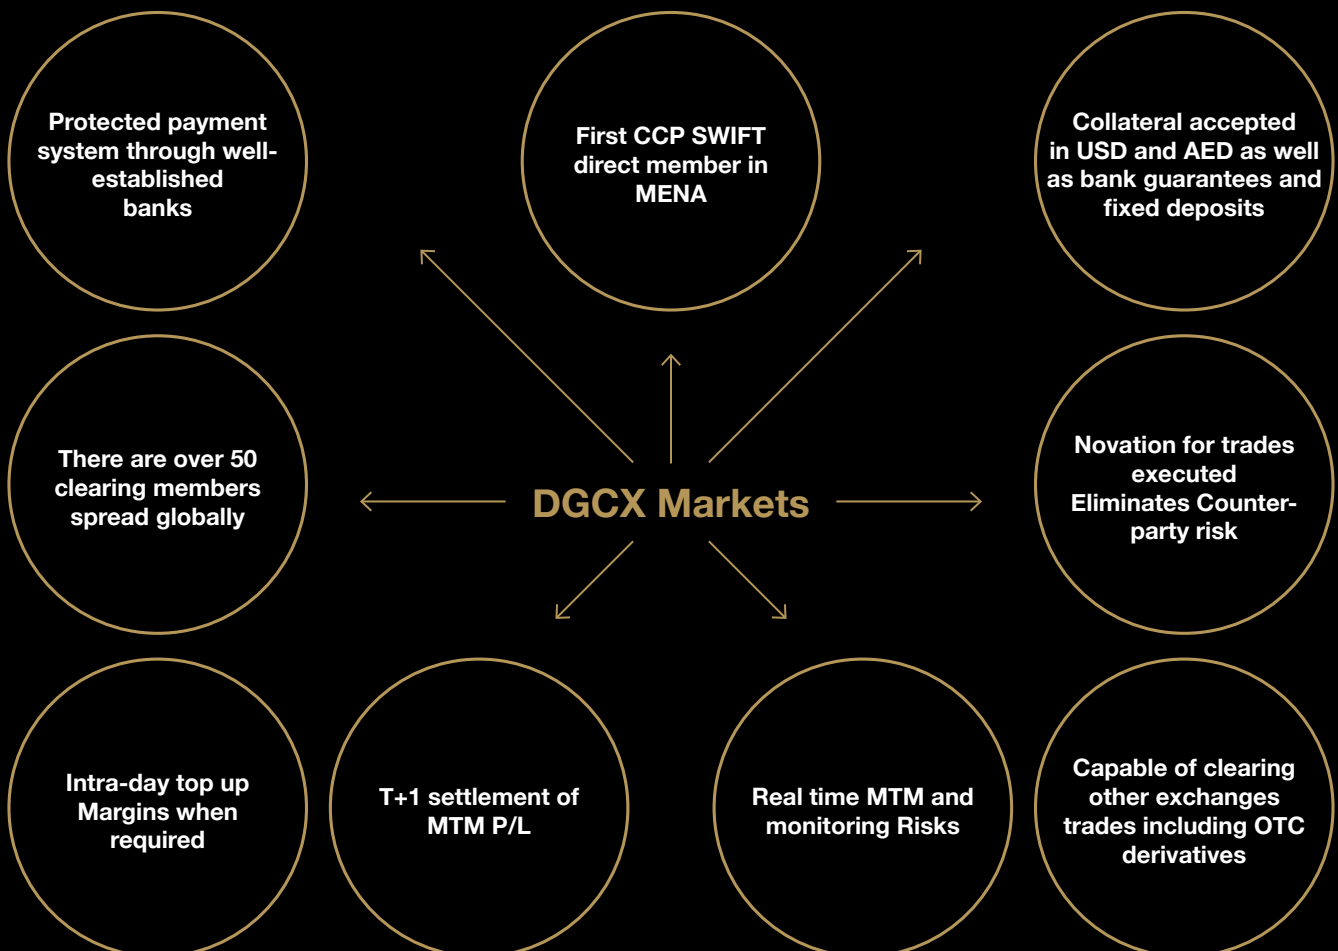 Protected payment
system through well-
established
banks
First CCP SWIFT
direct member in
MENA
Collateral accepted
in USD and AED as well
as bank guarantees and
fixed deposits
There are over 50
clearing members
spread globally
DGCX Markets
Novation for trades
executed
Eliminates Counter-
party risk
Intra-day top up
Margins when
required
T+1 settlement of
MTM P/L
Real time MTM and
monitoring Risks
Capable of clearing
other exchanges
trades including OTC
derivatives